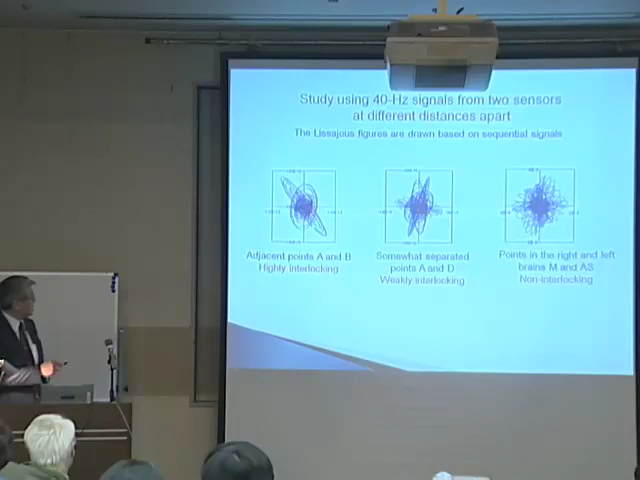 Study using 40-Hz signals from two sensors
at different distances apart
The Lissajous figures are drawn based on sequential signals
Adjacent points A and B
Highly interlocking
Somewhat separated
points A and D
Weakly interlocking
Points in the right and left
brains M and AS
Non-interlocking